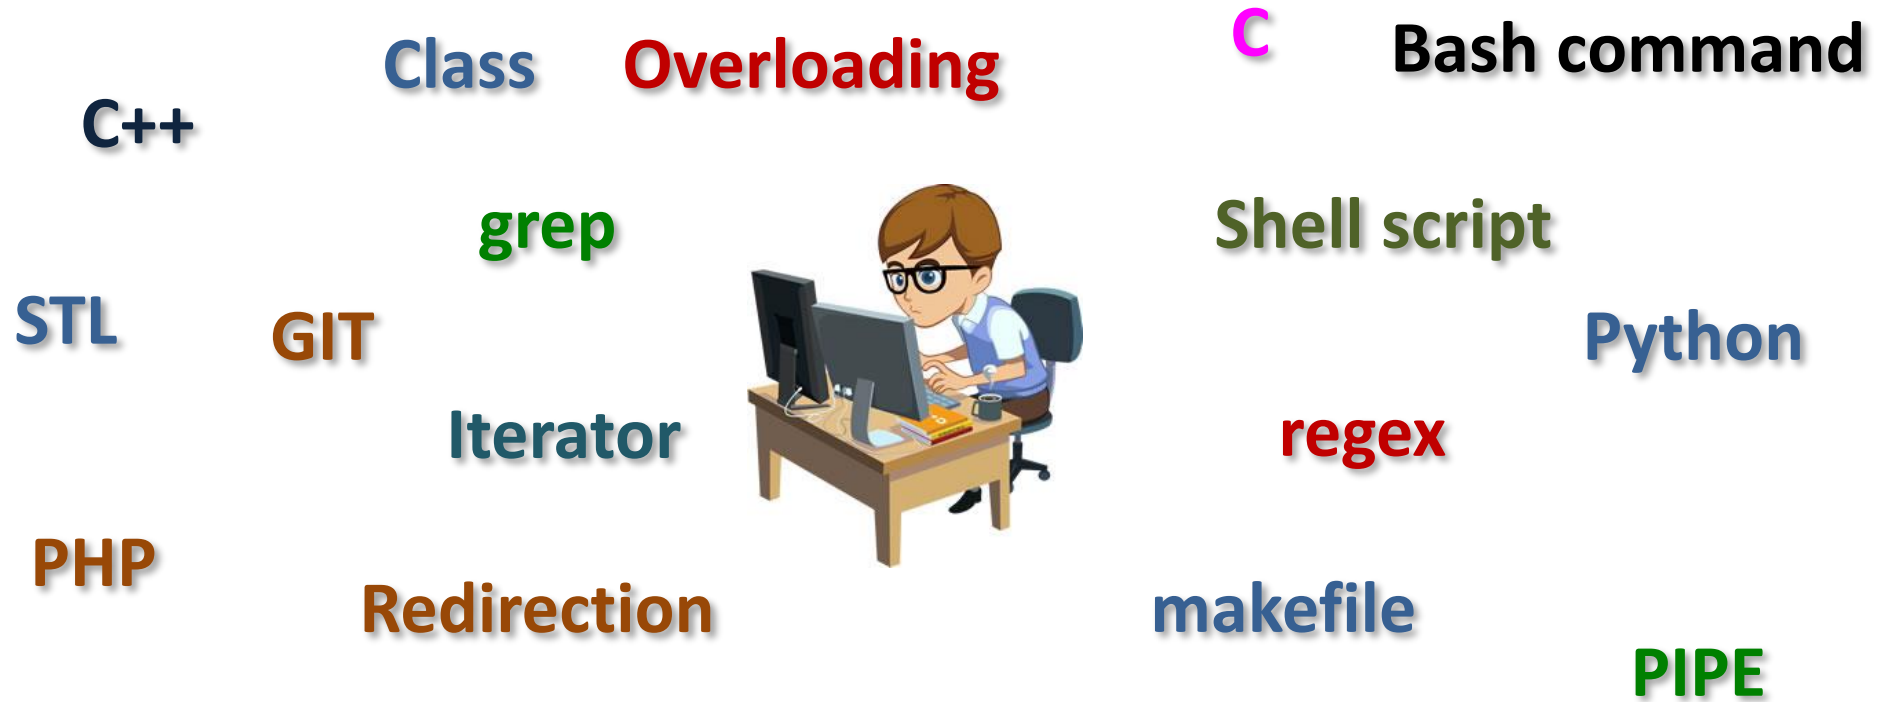 C
Bash command
Class
Overloading
C++
grep
Shell script
STL
GIT
Python
Iterator
regex
PHP
Redirection
makefile
PIPE